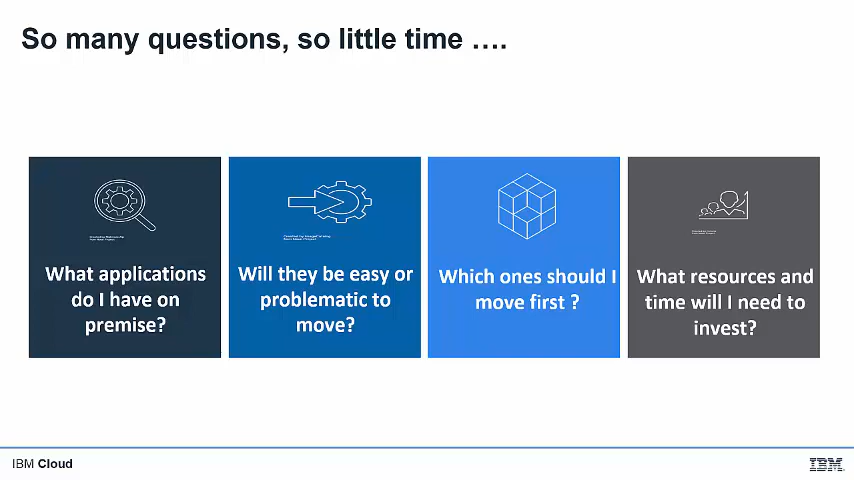 So many questions, so little time ....
What applications
do I have on
premise?
Will they be easy or
problematic to
move?
Which ones should I
move first ?
What resources and
time will I need to
invest?
IBM Cloud
IBM